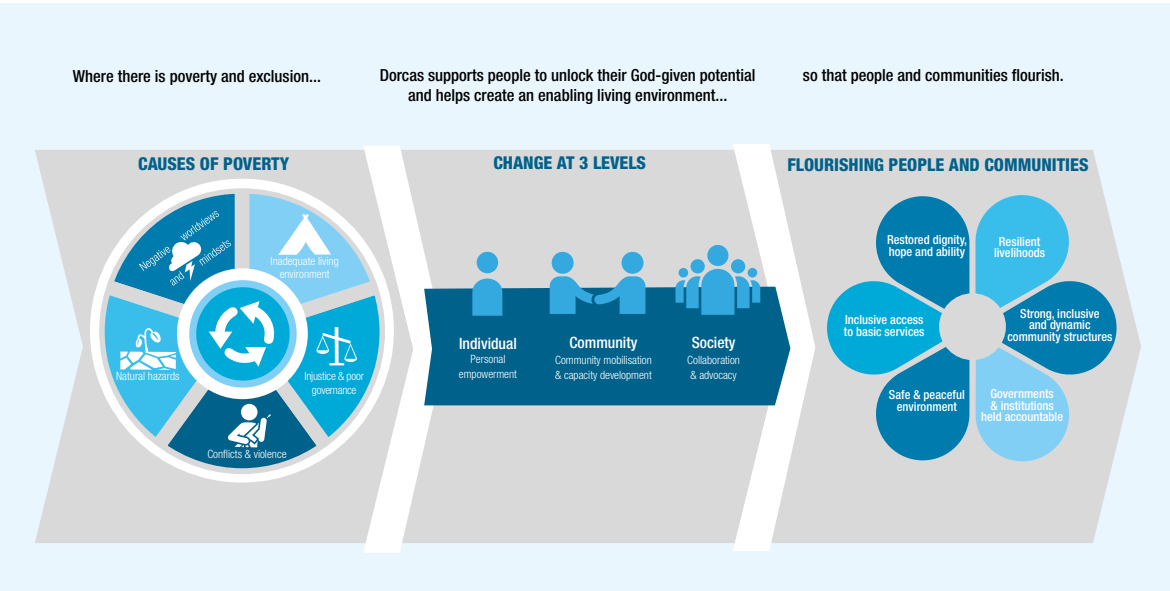 Where there is poverty and exclusion...
Dorcas supports people to unlock their God-given potential
and helps create an enabling living environment...
so that people and communities flourish.
CAUSES OF POVERTY
Negative worldviews
and mindsets
Inadequate living
environment
Natural hazards
Injustice & poor
governance
Conflicts & violence
CHANGE AT 3 LEVELS
Individual
Personal
empowerment
Community
Community mobilisation
& capacity development
Society
Collaboration
& advocacy
FLOURISHING PEOPLE AND COMMUNITIES
Restored dignity,
hope and ability
Resilient
livelihoods
Inclusive access
to basic services
Strong, inclusive
and dynamic
community structures
Safe & peaceful
environment
Governments
& institutions
held accountable